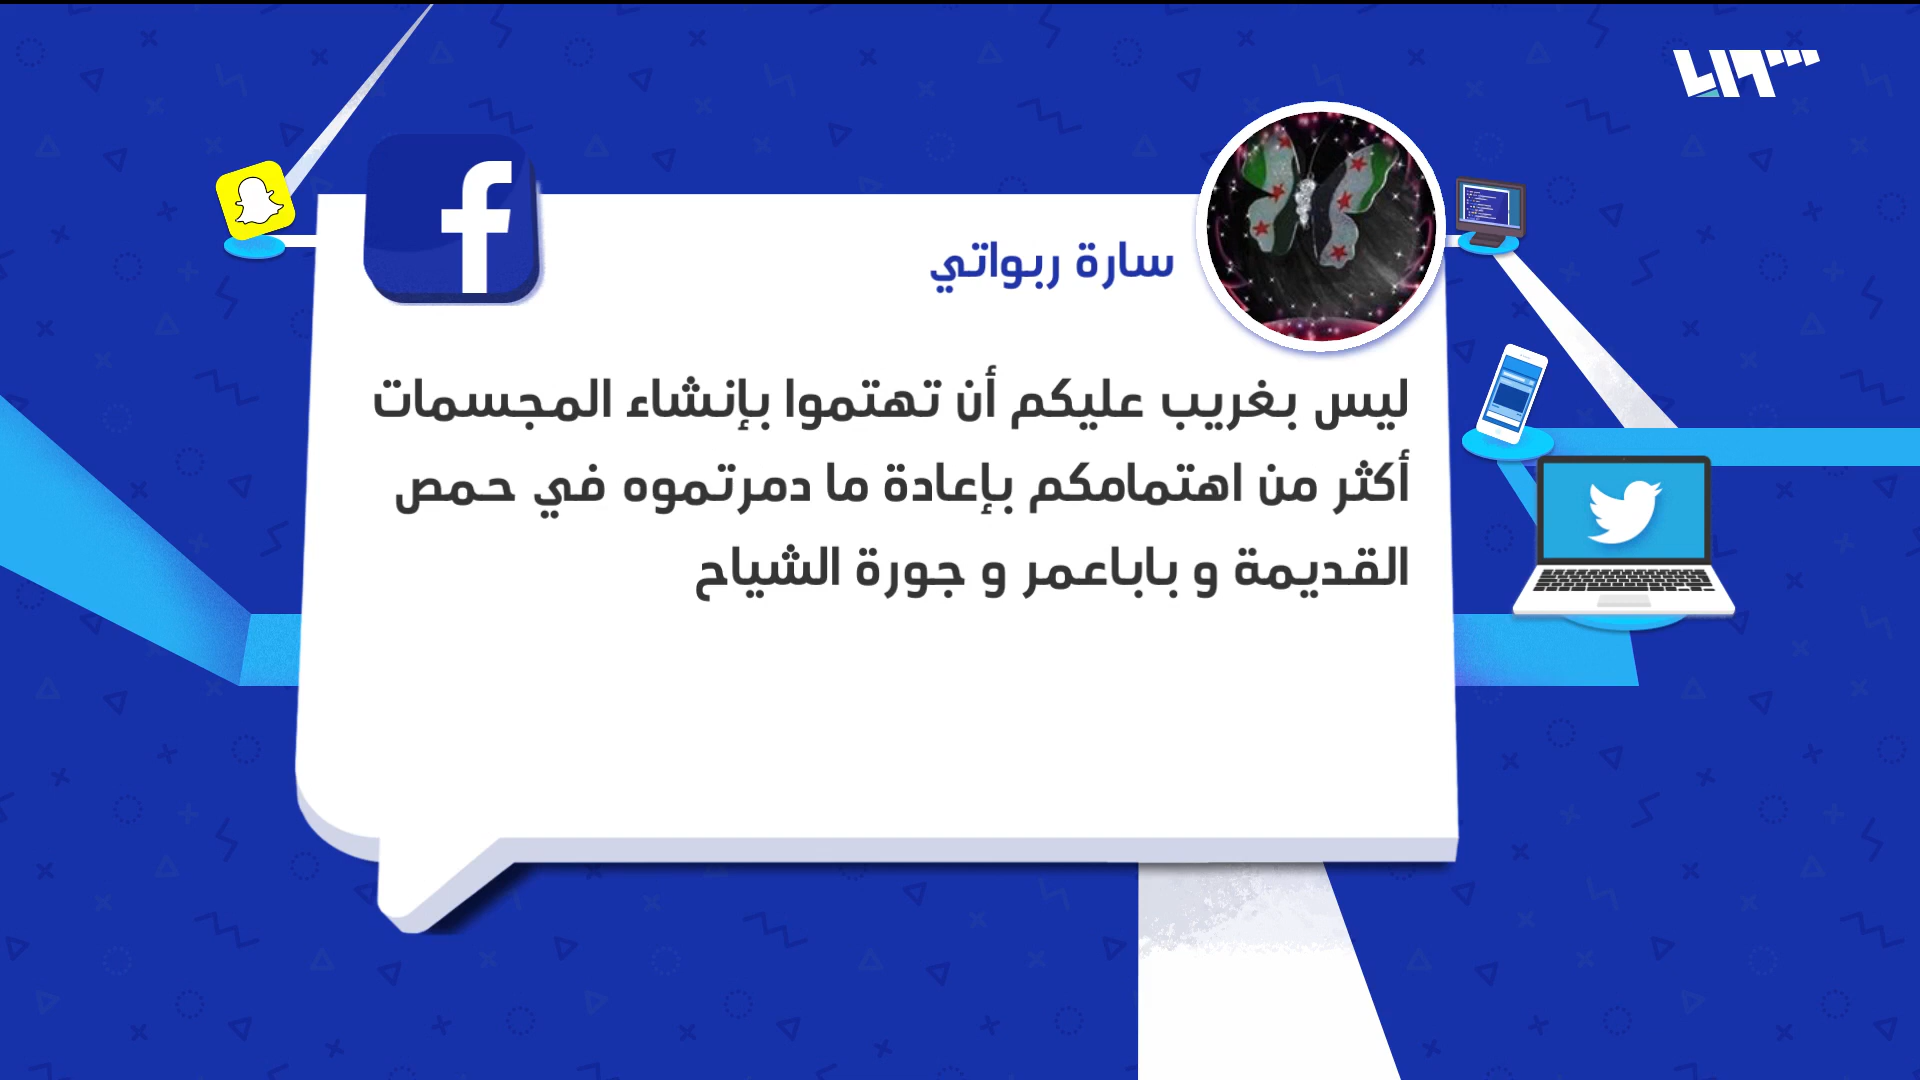 سارة ربواتي
ليس بغريب عليكم أن تهتموا بإنشاء المجسمات
أكثر من اهتمامكم بإعادة ما دمرتموه في حمص
القديمة و باباعمر و جورة الشياح